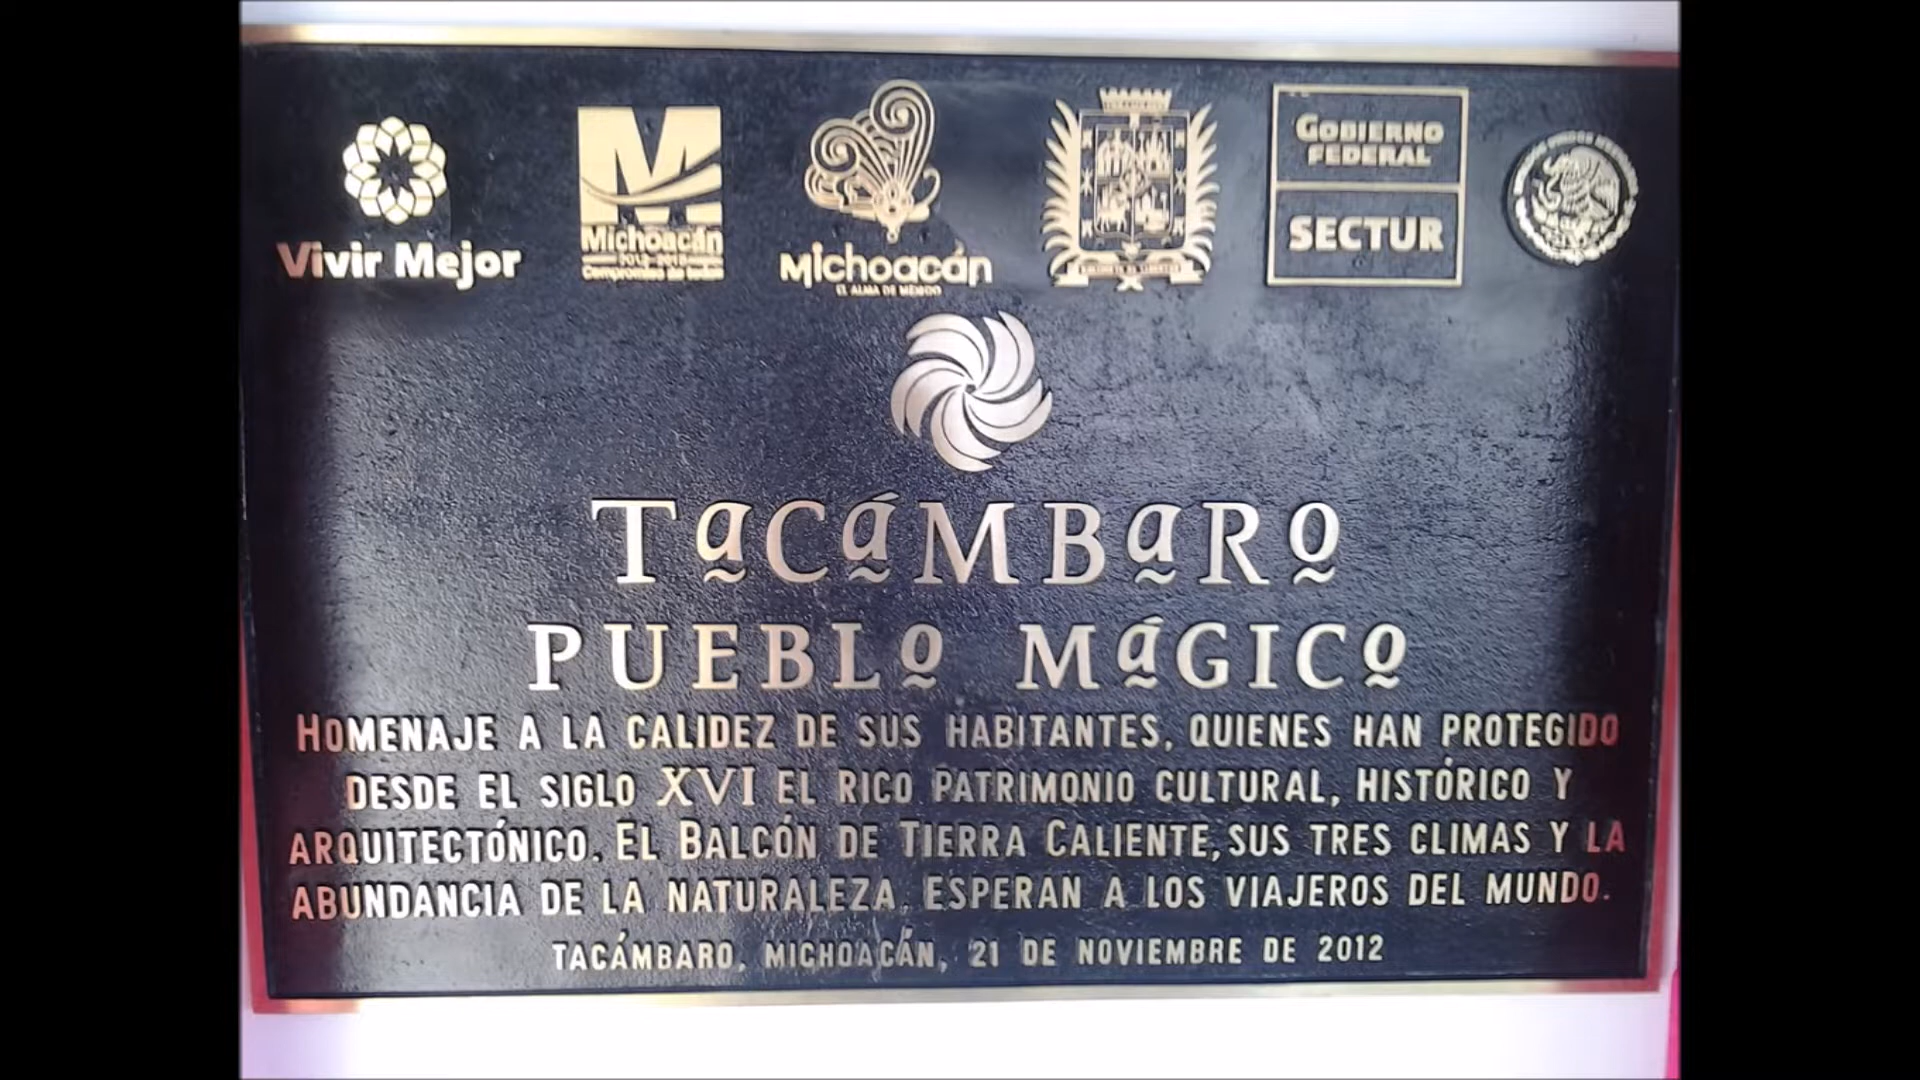 Vivir Mejor
Michoacán
2012-2015
Compromiso de todos
Michoacán
EL ALMA DE MÉXICO
GOBIERNO
FEDERAL
SECTUR
TACÁMBARO
PUEBLO MÁGICO
HOMENAJE A LA CALIDEZ DE SUS HABITANTES, QUIENES HAN PROTEGIDO
DESDE EL SIGLO XVI EL RICO PATRIMONIO CULTURAL, HISTÓRICO Y
ARQUITECTÓNICO. EL BALCÓN DE TIERRA CALIENTE, SUS TRES CLIMAS Y LA
ABUNDANCIA DE LA NATURALEZA, ESPERAN A LOS VIAJEROS DEL MUNDO.
TACÁMBARO, MICHOACÁN, 21 DE NOVIEMBRE DE 2012